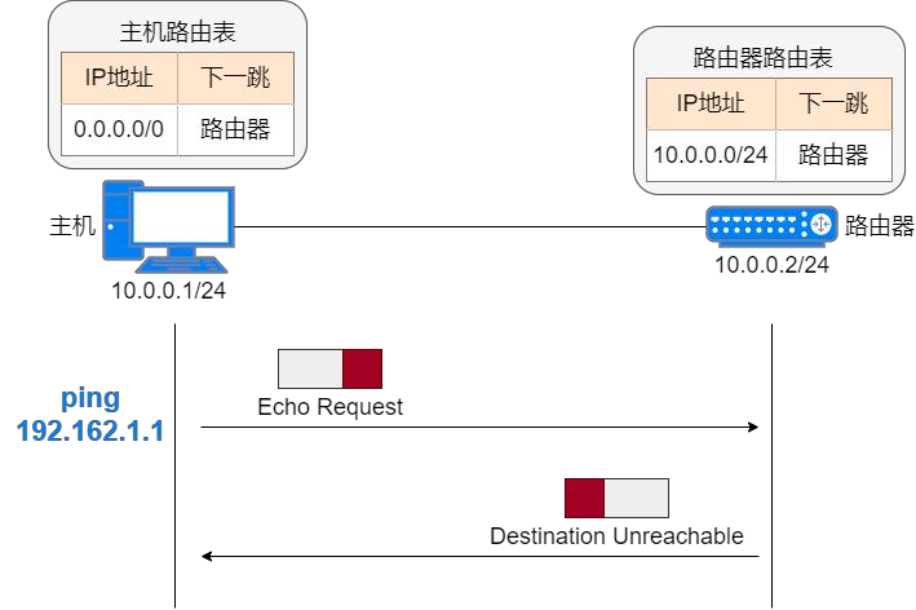 主机路由表
IP地址 下一跳
0.0.0.0/0 路由器
路由器路由表
IP地址 下一跳
10.0.0.0/24 路由器
主机
路由器
10.0.0.1/24
10.0.0.2/24
ping
192.162.1.1
Echo Request
Destination Unreachable